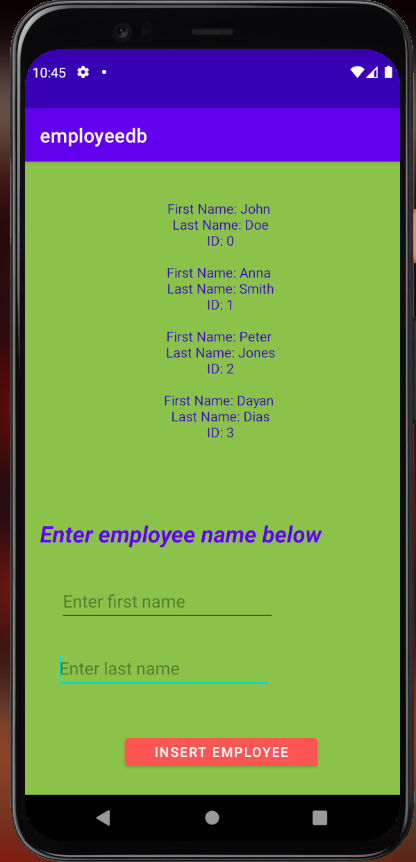 10:45
employeedb
First Name: John
Last Name: Doe
ID: 0
First Name: Anna
Last Name: Smith
ID: 1
First Name: Peter
Last Name: Jones
ID: 2
First Name: Dayan
Last Name: Dias
ID: 3
Enter employee name below
Enter first name
Enter last name
INSERT EMPLOYEE